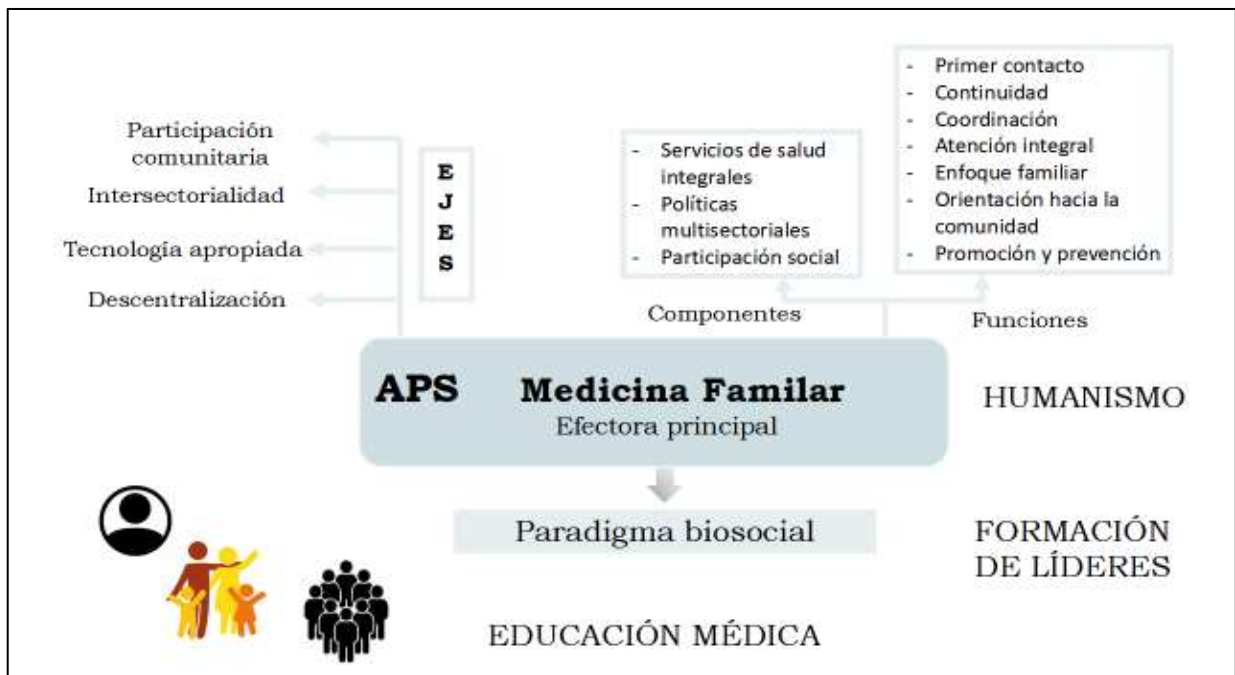 Participación
comunitaria
Intersectorialidad
Tecnología apropiada
Descentralización
E
J
E
S
- Servicios de salud
integrales
- Políticas
multisectoriales
- Participación social
- Primer contacto
- Continuidad
- Coordinación
- Atención integral
- Enfoque familiar
- Orientación hacia la
comunidad
- Promoción y prevención
Componentes
Funciones
APS
Medicina Familar
Efectora principal
HUMANISMO
Paradigma biosocial
FORMACIÓN
DE LÍDERES
EDUCACIÓN MÉDICA